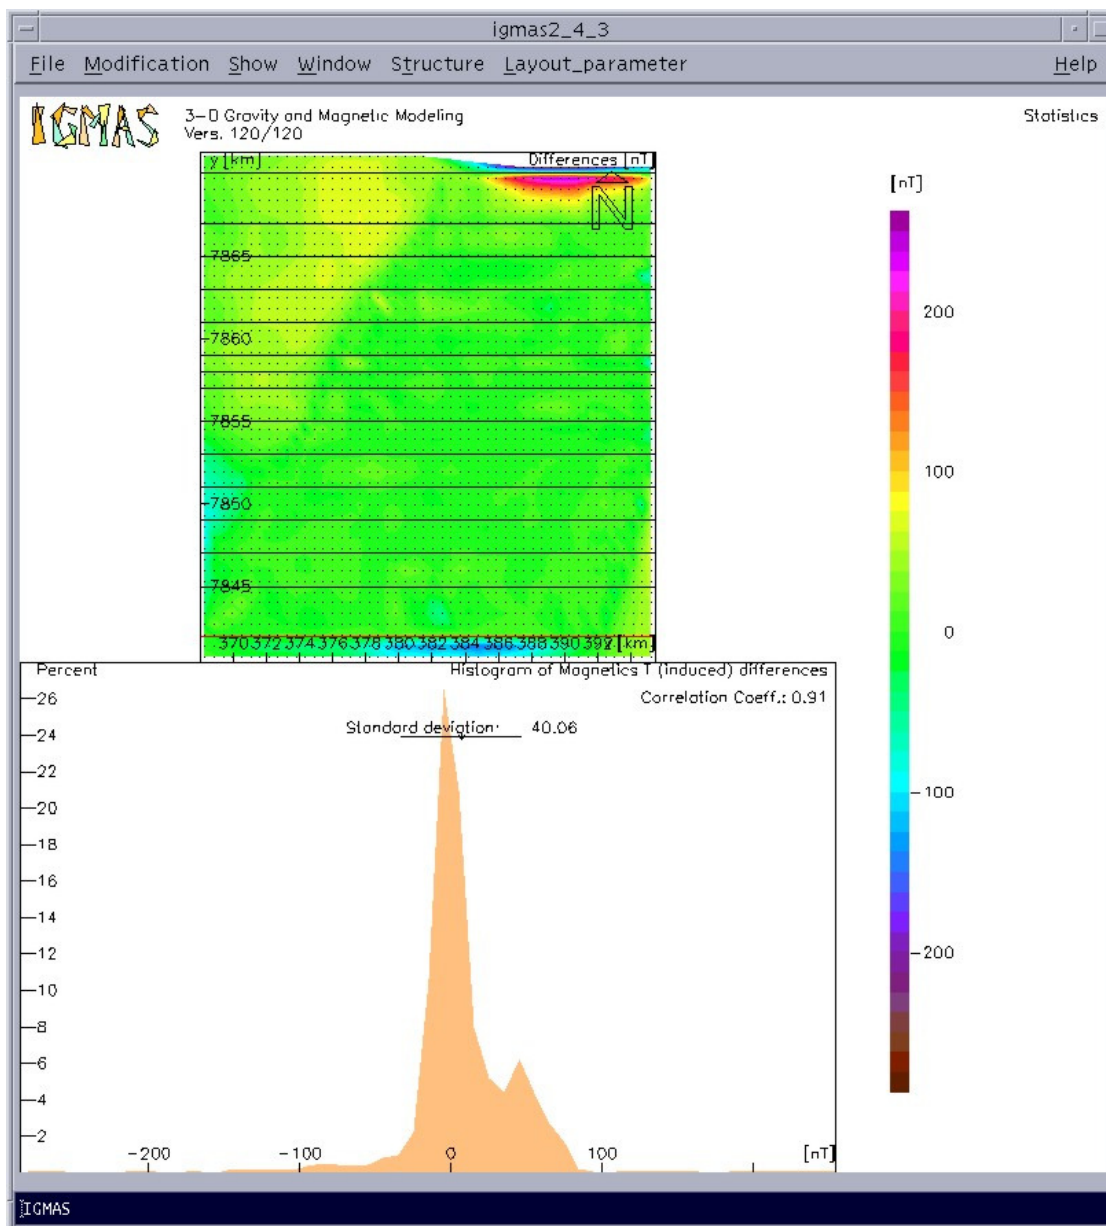 igmas2_4_3
File Modification Show Window Structure Layout_parameter Help
IGMAS
3-D Gravity and Magnetic Modeling
Vers. 120/120
Statistics
y [km]
Differences [nT]
N
7865
7860
7855
7850
7845
370 372 374 376 378 380 382 384 386 388 390 392 [km]
[nT]
200
100
0
-100
-200
Percent
Histogram of Magnetics T (induced) differences
Correlation Coeff.: 0.91
Standard deviation: 40.06
26
24
22
20
18
16
14
12
10
8
6
4
2
-200 -100 0 100 [nT]
IGMAS